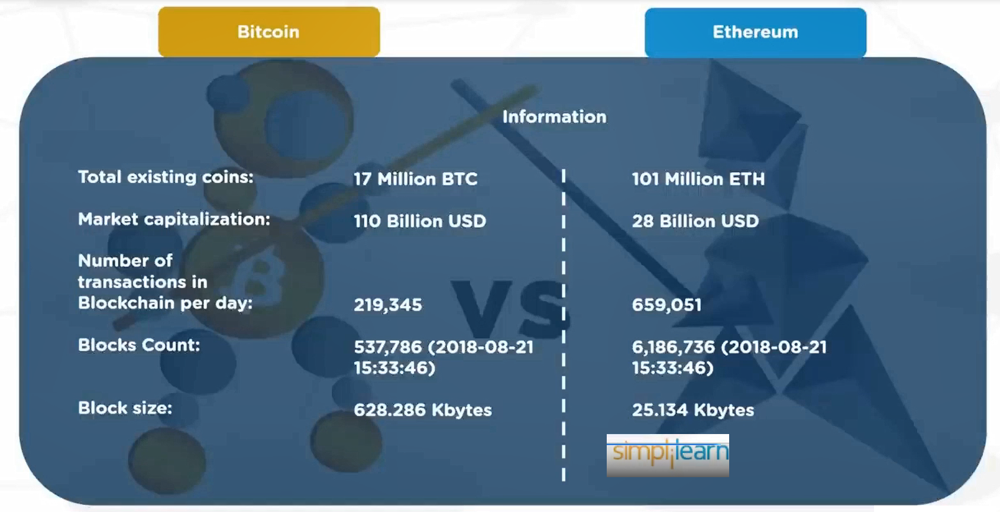 Bitcoin
Ethereum
Information
Total existing coins:
17 Million BTC
101 Million ETH
Market capitalization:
110 Billion USD
28 Billion USD
Number of
transactions in
Blockchain per day:
219,345
659,051
VS
Blocks Count:
537,786 (2018-08-21
15:33:46)
6,186,736 (2018-08-21
15:33:46)
Block size:
628.286 Kbytes
25.134 Kbytes
simplilearn